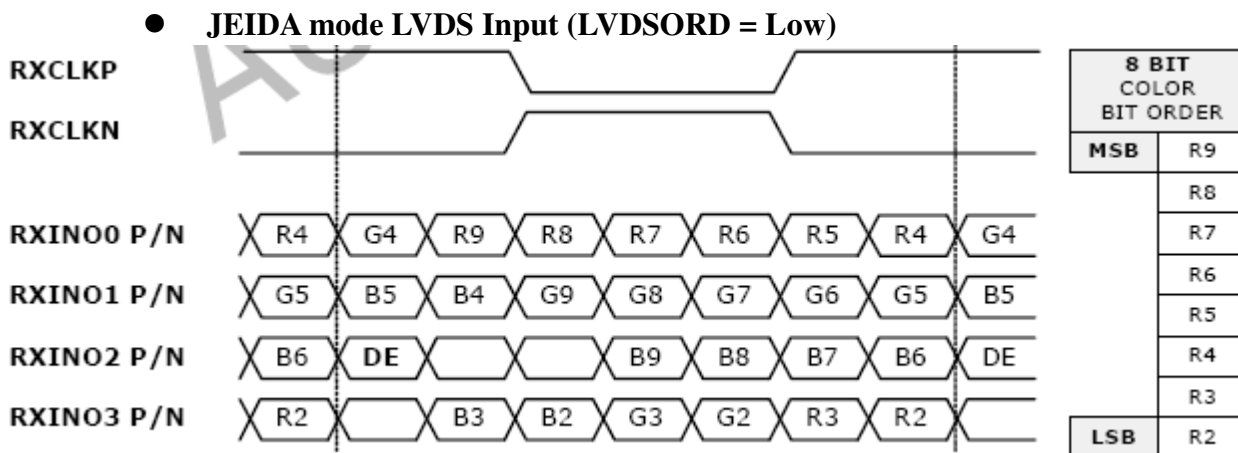 ● JEIDA mode LVDS Input (LVDSORD = Low)
RXCLKP
RXCLKN
RXINO0 P/N R4 G4 R9 R8 R7 R6 R5 R4 G4
RXINO1 P/N G5 B5 B4 G9 G8 G7 G6 G5 B5
RXINO2 P/N B6 DE B9 B8 B7 B6 DE
RXINO3 P/N R2 B3 B2 G3 G2 R3 R2
8 BIT
COLOR
BIT ORDER
MSB R9
R8
R7
R6
R5
R4
R3
LSB R2